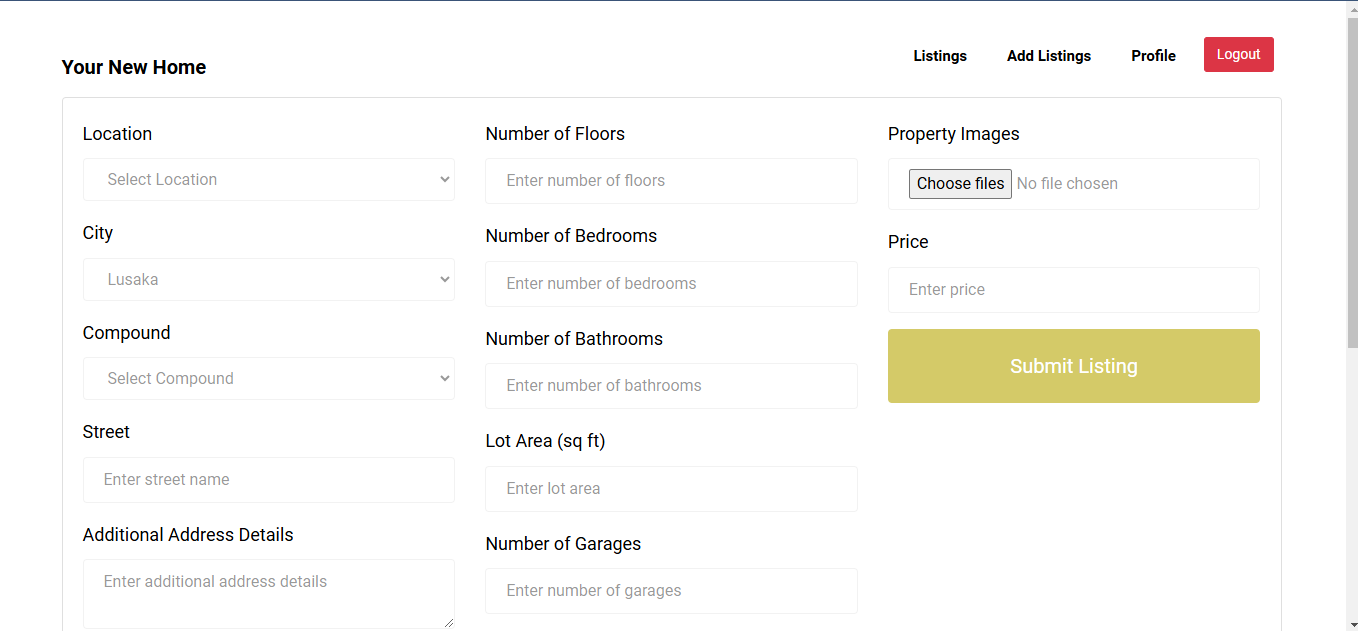 Your New Home
Listings
Add Listings
Profile
Logout
Location
Select Location
City
Lusaka
Compound
Select Compound
Street
Enter street name
Additional Address Details
Enter additional address details
Number of Floors
Enter number of floors
Number of Bedrooms
Enter number of bedrooms
Number of Bathrooms
Enter number of bathrooms
Lot Area (sq ft)
Enter lot area
Number of Garages
Enter number of garages
Property Images
Choose files No file chosen
Price
Enter price
Submit Listing